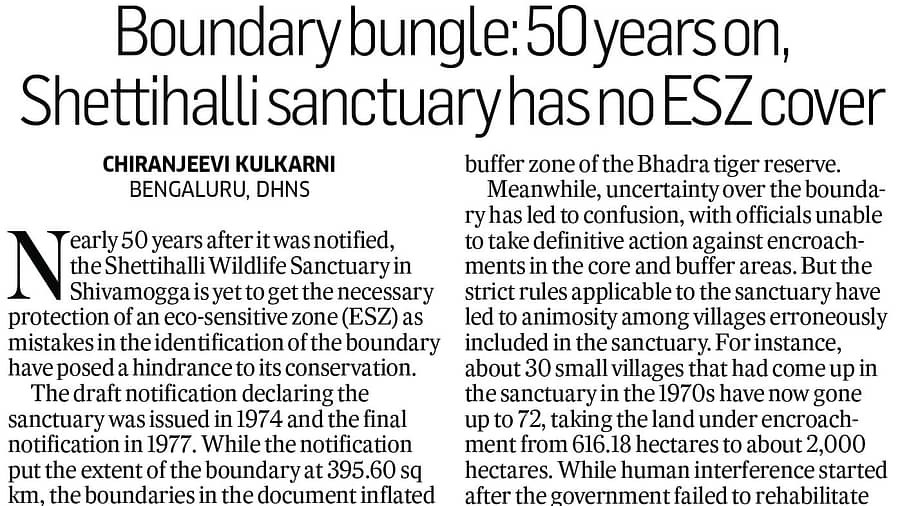 Boundary bungle: 50 years on,
Shettihalli sanctuary has no ESZ cover
CHIRANJEEVI KULKARNI
BENGALURU, DHNS
Nearly 50 years after it was notified,
the Shettihalli Wildlife Sanctuary in
Shivamogga is yet to get the necessary
protection of an eco-sensitive zone (ESZ) as
mistakes in the identification of the boundary
have posed a hindrance to its conservation.
The draft notification declaring the
sanctuary was issued in 1974 and the final
notification in 1977. While the notification
put the extent of the boundary at 395.60 sq
km, the boundaries in the document inflated
buffer zone of the Bhadra tiger reserve.
Meanwhile, uncertainty over the bounda-
ry has led to confusion, with officials unable
to take definitive action against encroach-
ments in the core and buffer areas. But the
strict rules applicable to the sanctuary have
led to animosity among villages erroneously
included in the sanctuary. For instance,
about 30 small villages that had come up in
the sanctuary in the 1970s have now gone
up to 72, taking the land under encroach-
ment from 616.18 hectares to about 2,000
hectares. While human interference started
after the government failed to rehabilitate